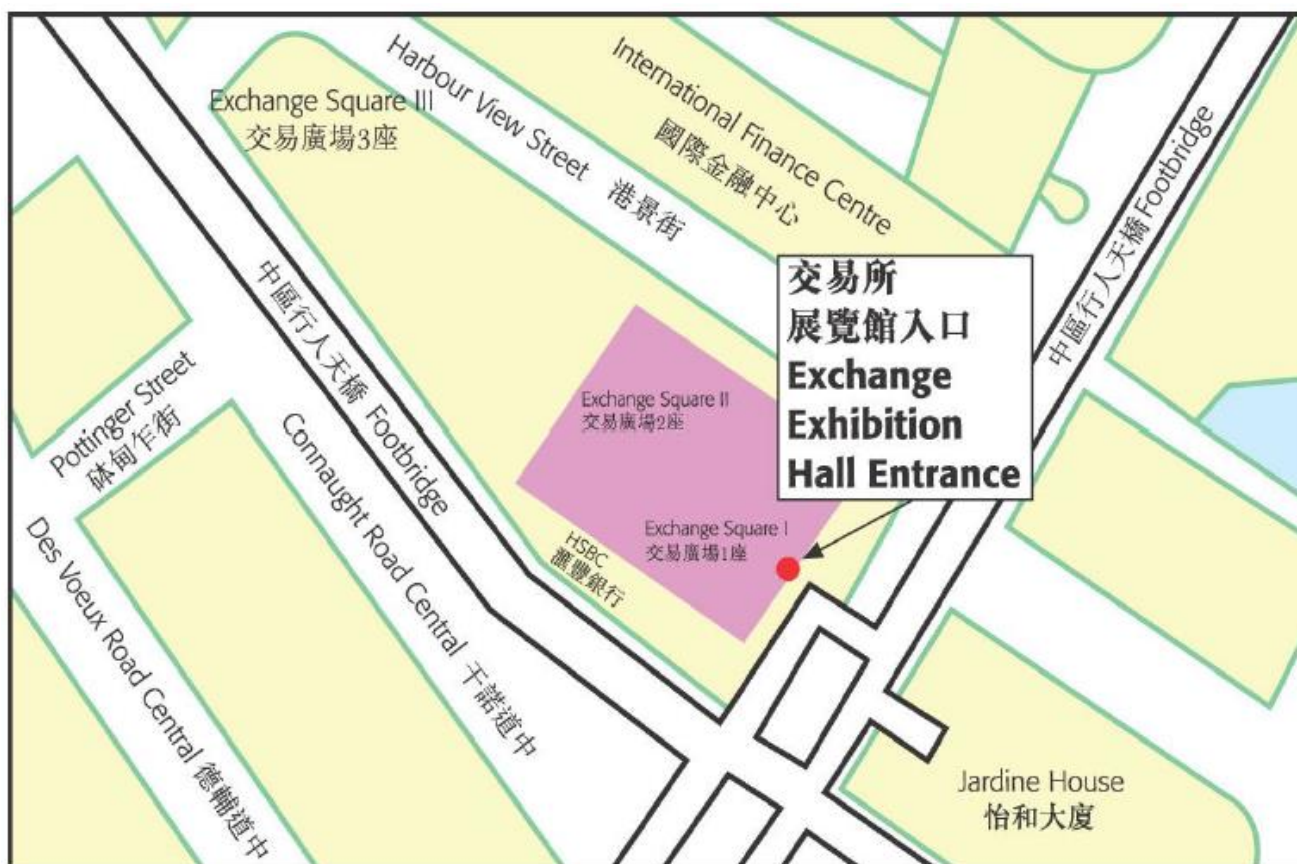 Exchange Square III
交易廣場3座
Harbour View Street 港景街
International Finance Centre
國際金融中心
中區行人天橋 Footbridge
中區行人天橋 Footbridge
交易所
展覽館入口
Exchange
Exhibition
Hall Entrance
Pottinger Street
砵甸乍街
Exchange Square II
交易廣場2座
Connaught Road Central 干諾道中
Exchange Square I
交易廣場1座
HSBC
滙豐銀行
Des Voeux Road Central 德輔道中
Jardine House
怡和大廈